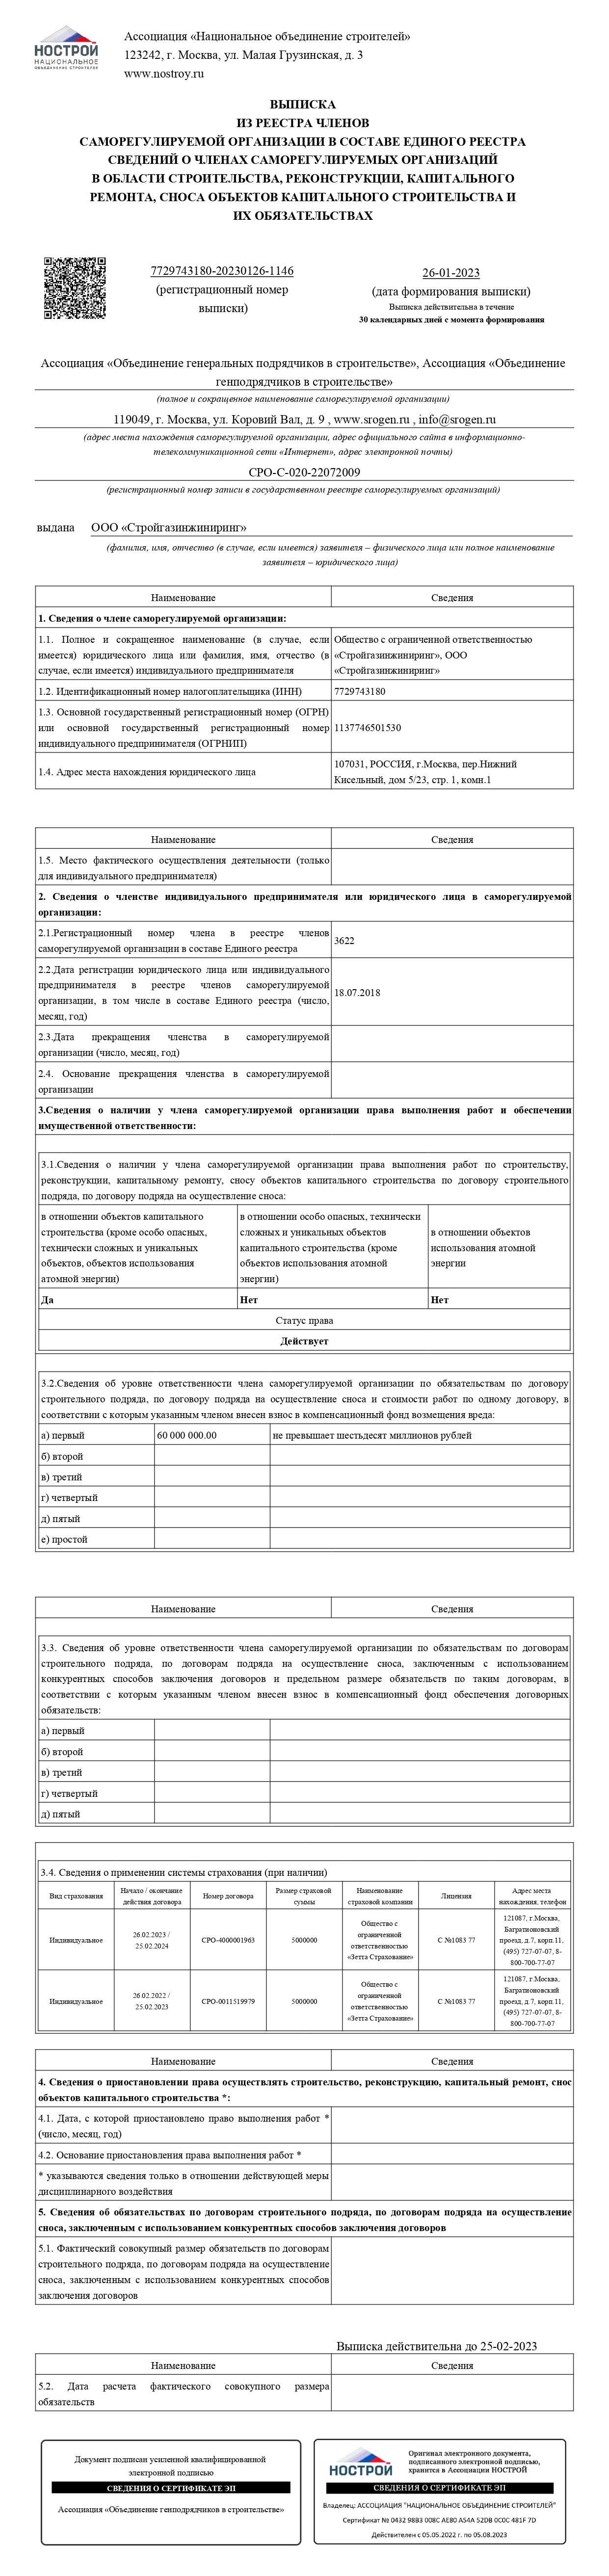 НОСТРОЙ
НАЦИОНАЛЬНОЕ
ОБЪЕДИНЕНИЕ СТРОИТЕЛЕЙ
Ассоциация «Национальное объединение строителей»
123242, г. Москва, ул. Малая Грузинская, д. 3
www.nostroy.ru
ВЫПИСКА
ИЗ РЕЕСТРА ЧЛЕНОВ
САМОРЕГУЛИРУЕМОЙ ОРГАНИЗАЦИИ В СОСТАВЕ ЕДИНОГО РЕЕСТРА
СВЕДЕНИЙ О ЧЛЕНАХ САМОРЕГУЛИРУЕМЫХ ОРГАНИЗАЦИЙ
В ОБЛАСТИ СТРОИТЕЛЬСТВА, РЕКОНСТРУКЦИИ, КАПИТАЛЬНОГО
РЕМОНТА, СНОСА ОБЪЕКТОВ КАПИТАЛЬНОГО СТРОИТЕЛЬСТВА И
ИХ ОБЯЗАТЕЛЬСТВАХ
7729743180-20230126-1146
(регистрационный номер
выписки)
26-01-2023
(дата формирования выписки)
Выписка действительна в течение
30 календарных дней с момента формирования
Ассоциация «Объединение генеральных подрядчиков в строительстве», Ассоциация «Объединение
генподрядчиков в строительстве»
(полное и сокращенное наименование саморегулируемой организации)
119049, г. Москва, ул. Коровий Вал, д. 9 , www.srogen.ru , info@srogen.ru
(адрес места нахождения саморегулируемой организации, адрес официального сайта в информационно-
телекоммуникационной сети «Интернет», адрес электронной почты)
СРО-С-020-22072009
(регистрационный номер записи в государственном реестре саморегулируемых организаций)
выдана ООО «Стройгазинжиниринг»
(фамилия, имя, отчество (в случае, если имеется) заявителя – физического лица или полное наименование
заявителя – юридического лица)
Наименование Сведения
1. Сведения о члене саморегулируемой организации:
1.1. Полное и сокращенное наименование (в случае, если
имеется) юридического лица или фамилия, имя, отчество (в
случае, если имеется) индивидуального предпринимателя
Общество с ограниченной ответственностью
«Стройгазинжиниринг», ООО
«Стройгазинжиниринг»
1.2. Идентификационный номер налогоплательщика (ИНН) 7729743180
1.3. Основной государственный регистрационный номер (ОГРН)
или основной государственный регистрационный номер
индивидуального предпринимателя (ОГРНИП)
1137746501530
1.4. Адрес места нахождения юридического лица
107031, РОССИЯ, г.Москва, пер.Нижний
Кисельный, дом 5/23, стр. 1, комн.1
Наименование Сведения
1.5. Место фактического осуществления деятельности (только
для индивидуального предпринимателя)
2. Сведения о членстве индивидуального предпринимателя или юридического лица в саморегулируемой
организации:
2.1.Регистрационный номер члена в реестре членов
саморегулируемой организации в составе Единого реестра
3622
2.2.Дата регистрации юридического лица или индивидуального
предпринимателя в реестре членов саморегулируемой
организации, в том числе в составе Единого реестра (число,
месяц, год)
18.07.2018
2.3.Дата прекращения членства в саморегулируемой
организации (число, месяц, год)
2.4. Основание прекращения членства в саморегулируемой
организации
3.Сведения о наличии у члена саморегулируемой организации права выполнения работ и обеспечении
имущественной ответственности:
3.1.Сведения о наличии у члена саморегулируемой организации права выполнения работ по строительству,
реконструкции, капитальному ремонту, сносу объектов капитального строительства по договору строительного
подряда, по договору подряда на осуществление сноса:
в отношении объектов капитального
строительства (кроме особо опасных,
технически сложных и уникальных
объектов, объектов использования
атомной энергии)
в отношении особо опасных, технически
сложных и уникальных объектов
капитального строительства (кроме
объектов использования атомной
энергии)
в отношении объектов
использования атомной
энергии
Да Нет Нет
Статус права
Действует
3.2.Сведения об уровне ответственности члена саморегулируемой организации по обязательствам по договору
строительного подряда, по договору подряда на осуществление сноса и стоимости работ по одному договору, в
соответствии с которым указанным членом внесен взнос в компенсационный фонд возмещения вреда:
а) первый 60 000 000.00 не превышает шестьдесят миллионов рублей
б) второй
в) третий
г) четвертый
д) пятый
е) простой
Наименование Сведения
3.3. Сведения об уровне ответственности члена саморегулируемой организации по обязательствам по договорам
строительного подряда, по договорам подряда на осуществление сноса, заключенным с использованием
конкурентных способов заключения договоров и предельном размере обязательств по таким договорам, в
соответствии с которым указанным членом внесен взнос в компенсационный фонд обеспечения договорных
обязательств:
а) первый
б) второй
в) третий
г) четвертый
д) пятый
3.4. Сведения о применении системы страхования (при наличии)
Вид страхования
Начато / окончание
действия договора
Номер договора
Размер страховой
суммы
Наименование
страховой компании
Лицензия
Адрес места
нахождения, телефон
Индивидуальное
26.02.2023 /
25.02.2024
СРО-4000001963
5000000
Общество с
ограниченной
ответственностью
«Зетта Страхование»
С №1083 77
121087, г.Москва,
Багратионовский
проезд, д.7, корп.11,
(495) 727-07-07, 8-
800-700-77-07
Индивидуальное
26.02.2022 /
25.02.2023
СРО-0011519979
5000000
Общество с
ограниченной
ответственностью
«Зетта Страхование»
С №1083 77
121087, г.Москва,
Багратионовский
проезд, д.7, корп.11,
(495) 727-07-07, 8-
800-700-77-07
Наименование Сведения
4. Сведения о приостановлении права осуществлять строительство, реконструкцию, капитальный ремонт, снос
объектов капитального строительства *:
4.1. Дата, с которой приостановлено право выполнения работ *
(число, месяц, год)
4.2. Основание приостановления права выполнения работ *
* указываются сведения только в отношении действующей меры
дисциплинарного воздействия
5. Сведения об обязательствах по договорам строительного подряда, по договорам подряда на осуществление
сноса, заключенным с использованием конкурентных способов заключения договоров
5.1. Фактический совокупный размер обязательств по договорам
строительного подряда, по договорам подряда на осуществление
сноса, заключенным с использованием конкурентных способов
заключения договоров
Выписка действительна до 25-02-2023
Наименование Сведения
5.2. Дата расчета фактического совокупного размера
обязательств
Документ подписан усиленной квалифицированной
электронной подписью
СВЕДЕНИЯ О СЕРТИФИКАТЕ ЭП
Ассоциация «Объединение генподрядчиков в строительстве»
НОСТРОЙ
Оригинал электронного документа,
подписанного электронной подписью,
хранится в Ассоциации НОСТРОЙ
СВЕДЕНИЯ О СЕРТИФИКАТЕ ЭП
Владелец: АССОЦИАЦИЯ "НАЦИОНАЛЬНОЕ ОБЪЕДИНЕНИЕ СТРОИТЕЛЕЙ"
Сертификат № 0432 98B3 008C AE80 A54A 52DB 0C0C 481F 7D
Действителен с 05.05.2022 г. по 05.08.2023